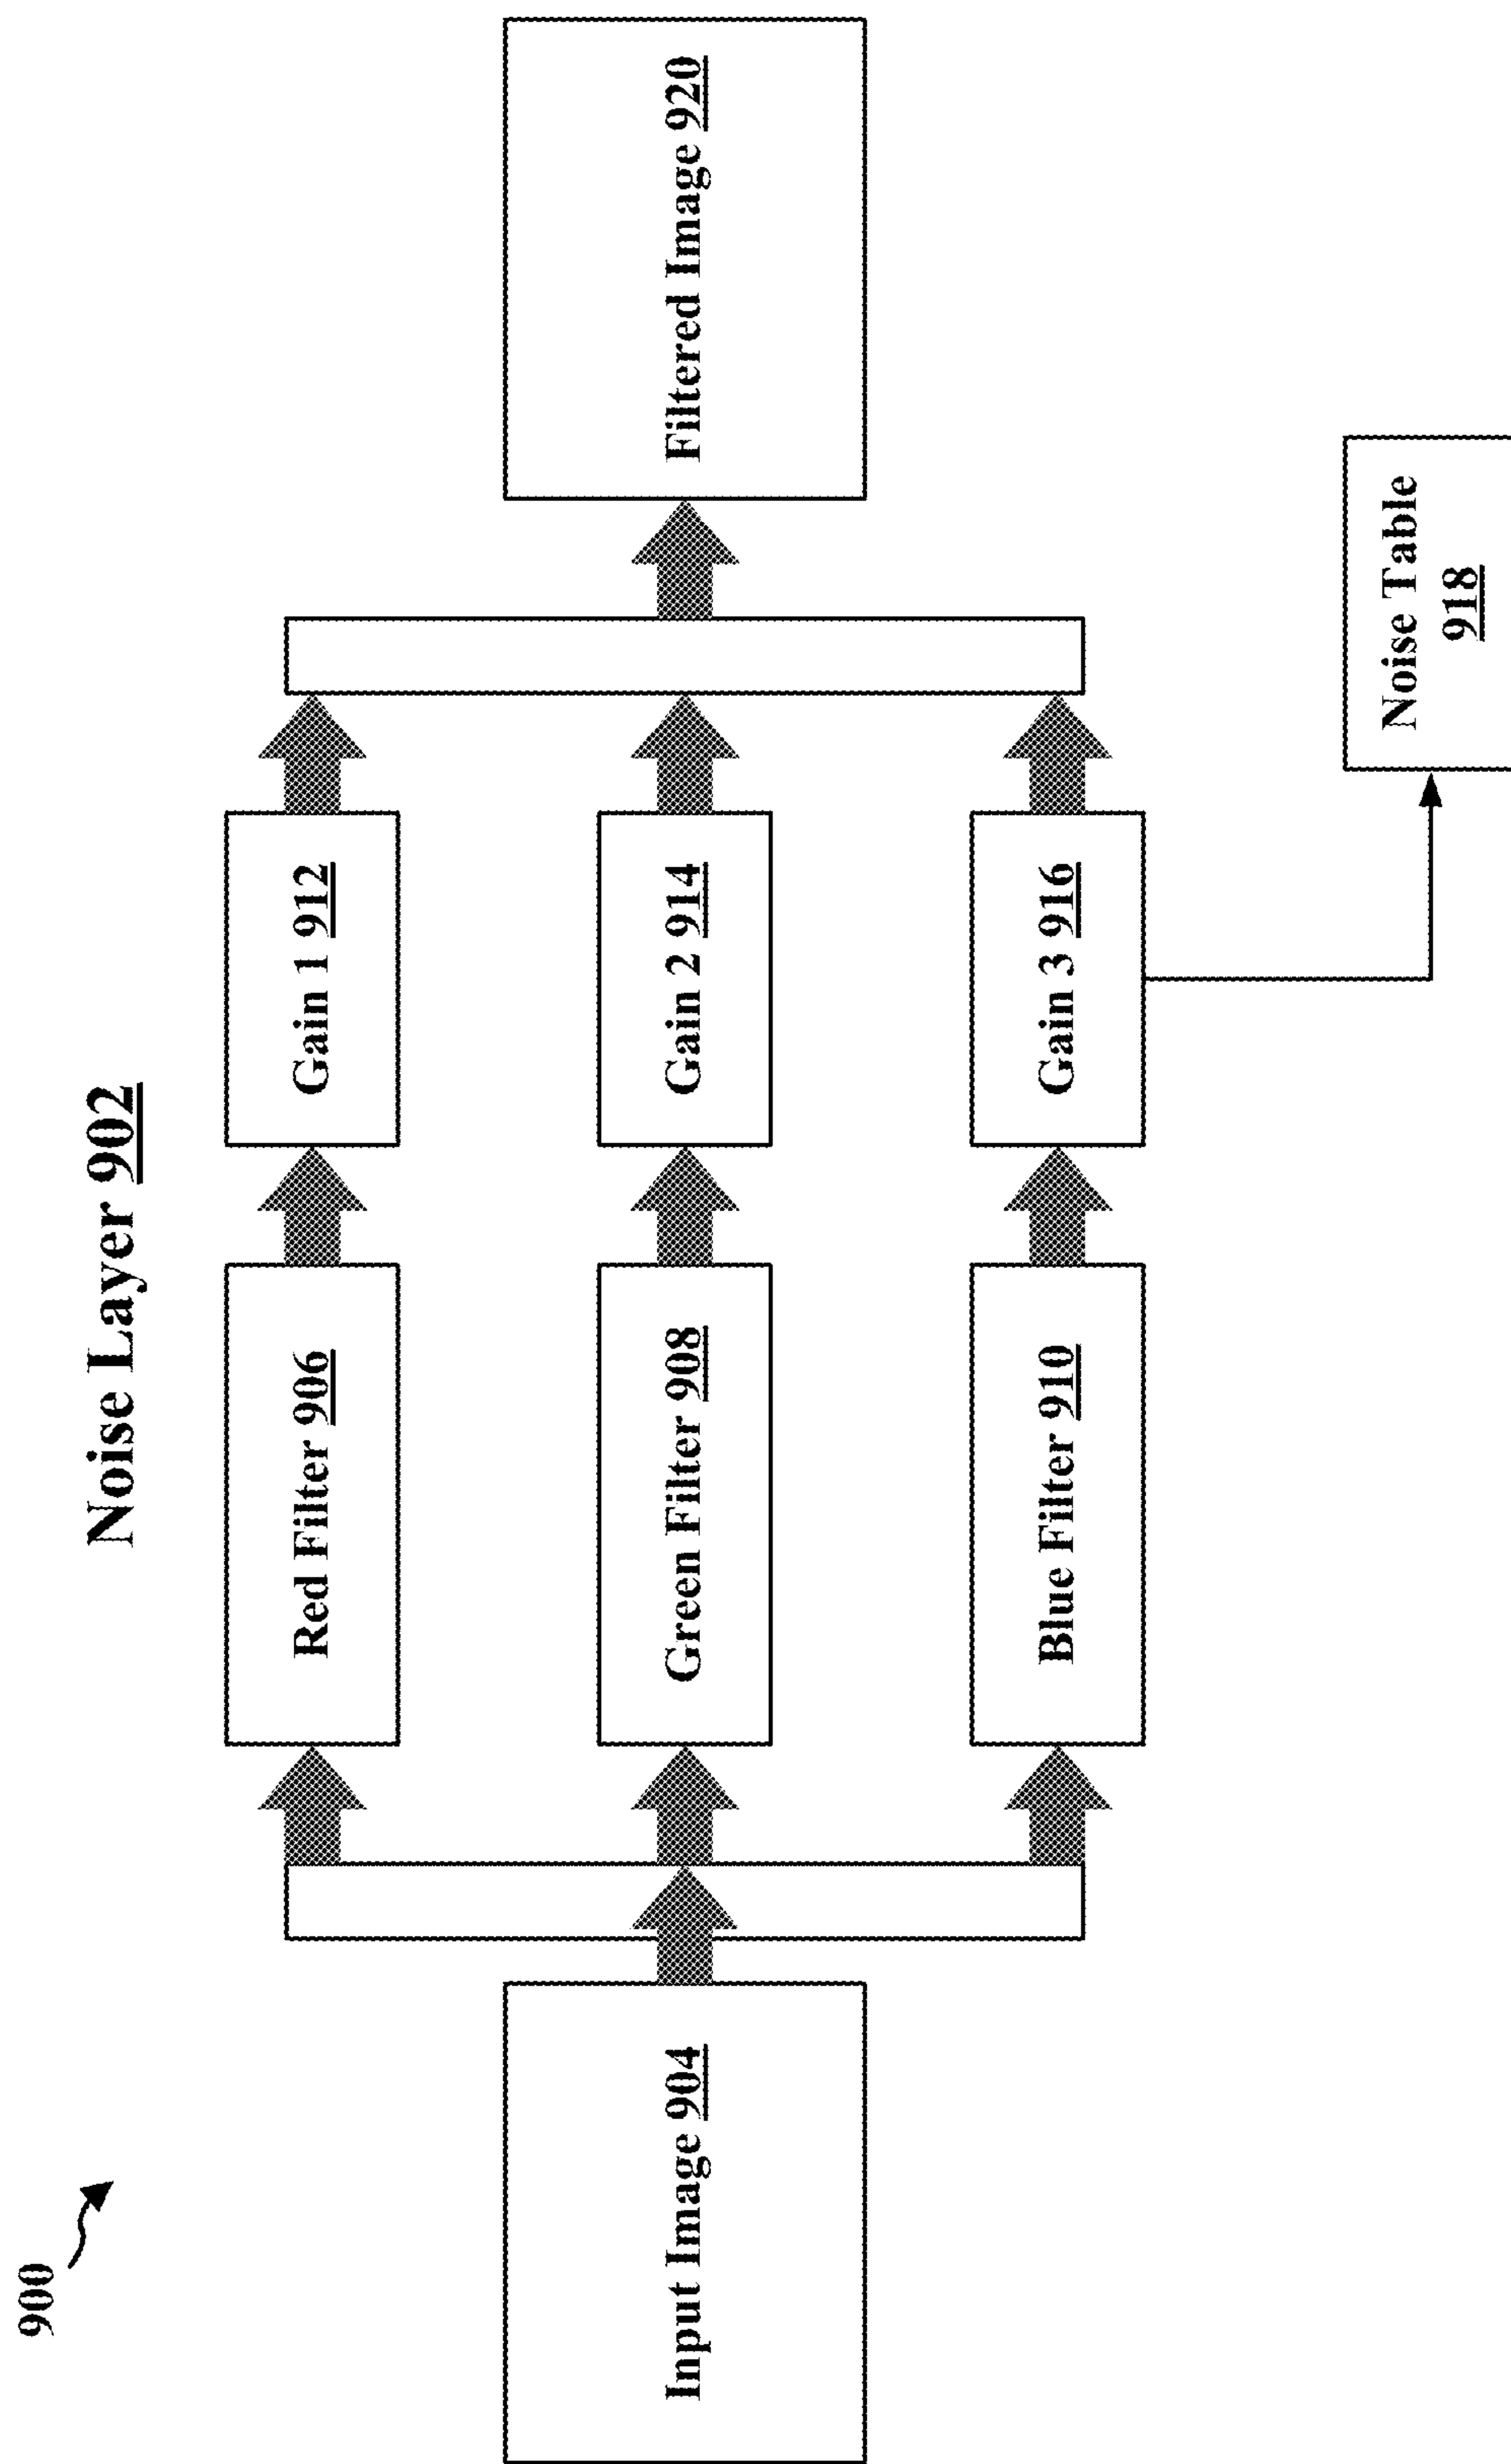 900
Noise Layer 902
Input Image 904
Red Filter 906
Gain 1 912
Green Filter 908
Gain 2 914
Blue Filter 910
Gain 3 916
Filtered Image 920
Noise Table
918